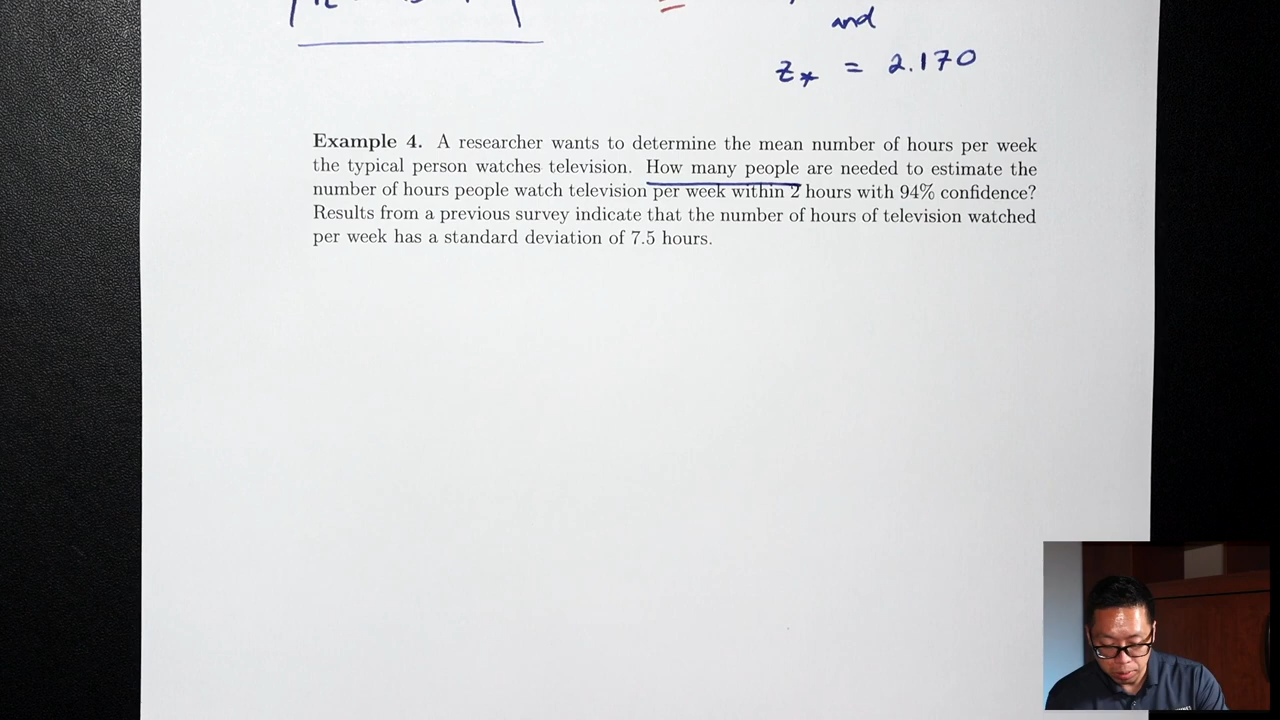 and
z* = 2.170
Example 4. A researcher wants to determine the mean number of hours per week
the typical person watches television. How many people are needed to estimate the
number of hours people watch television per week within 2 hours with 94% confidence?
Results from a previous survey indicate that the number of hours of television watched
per week has a standard deviation of 7.5 hours.